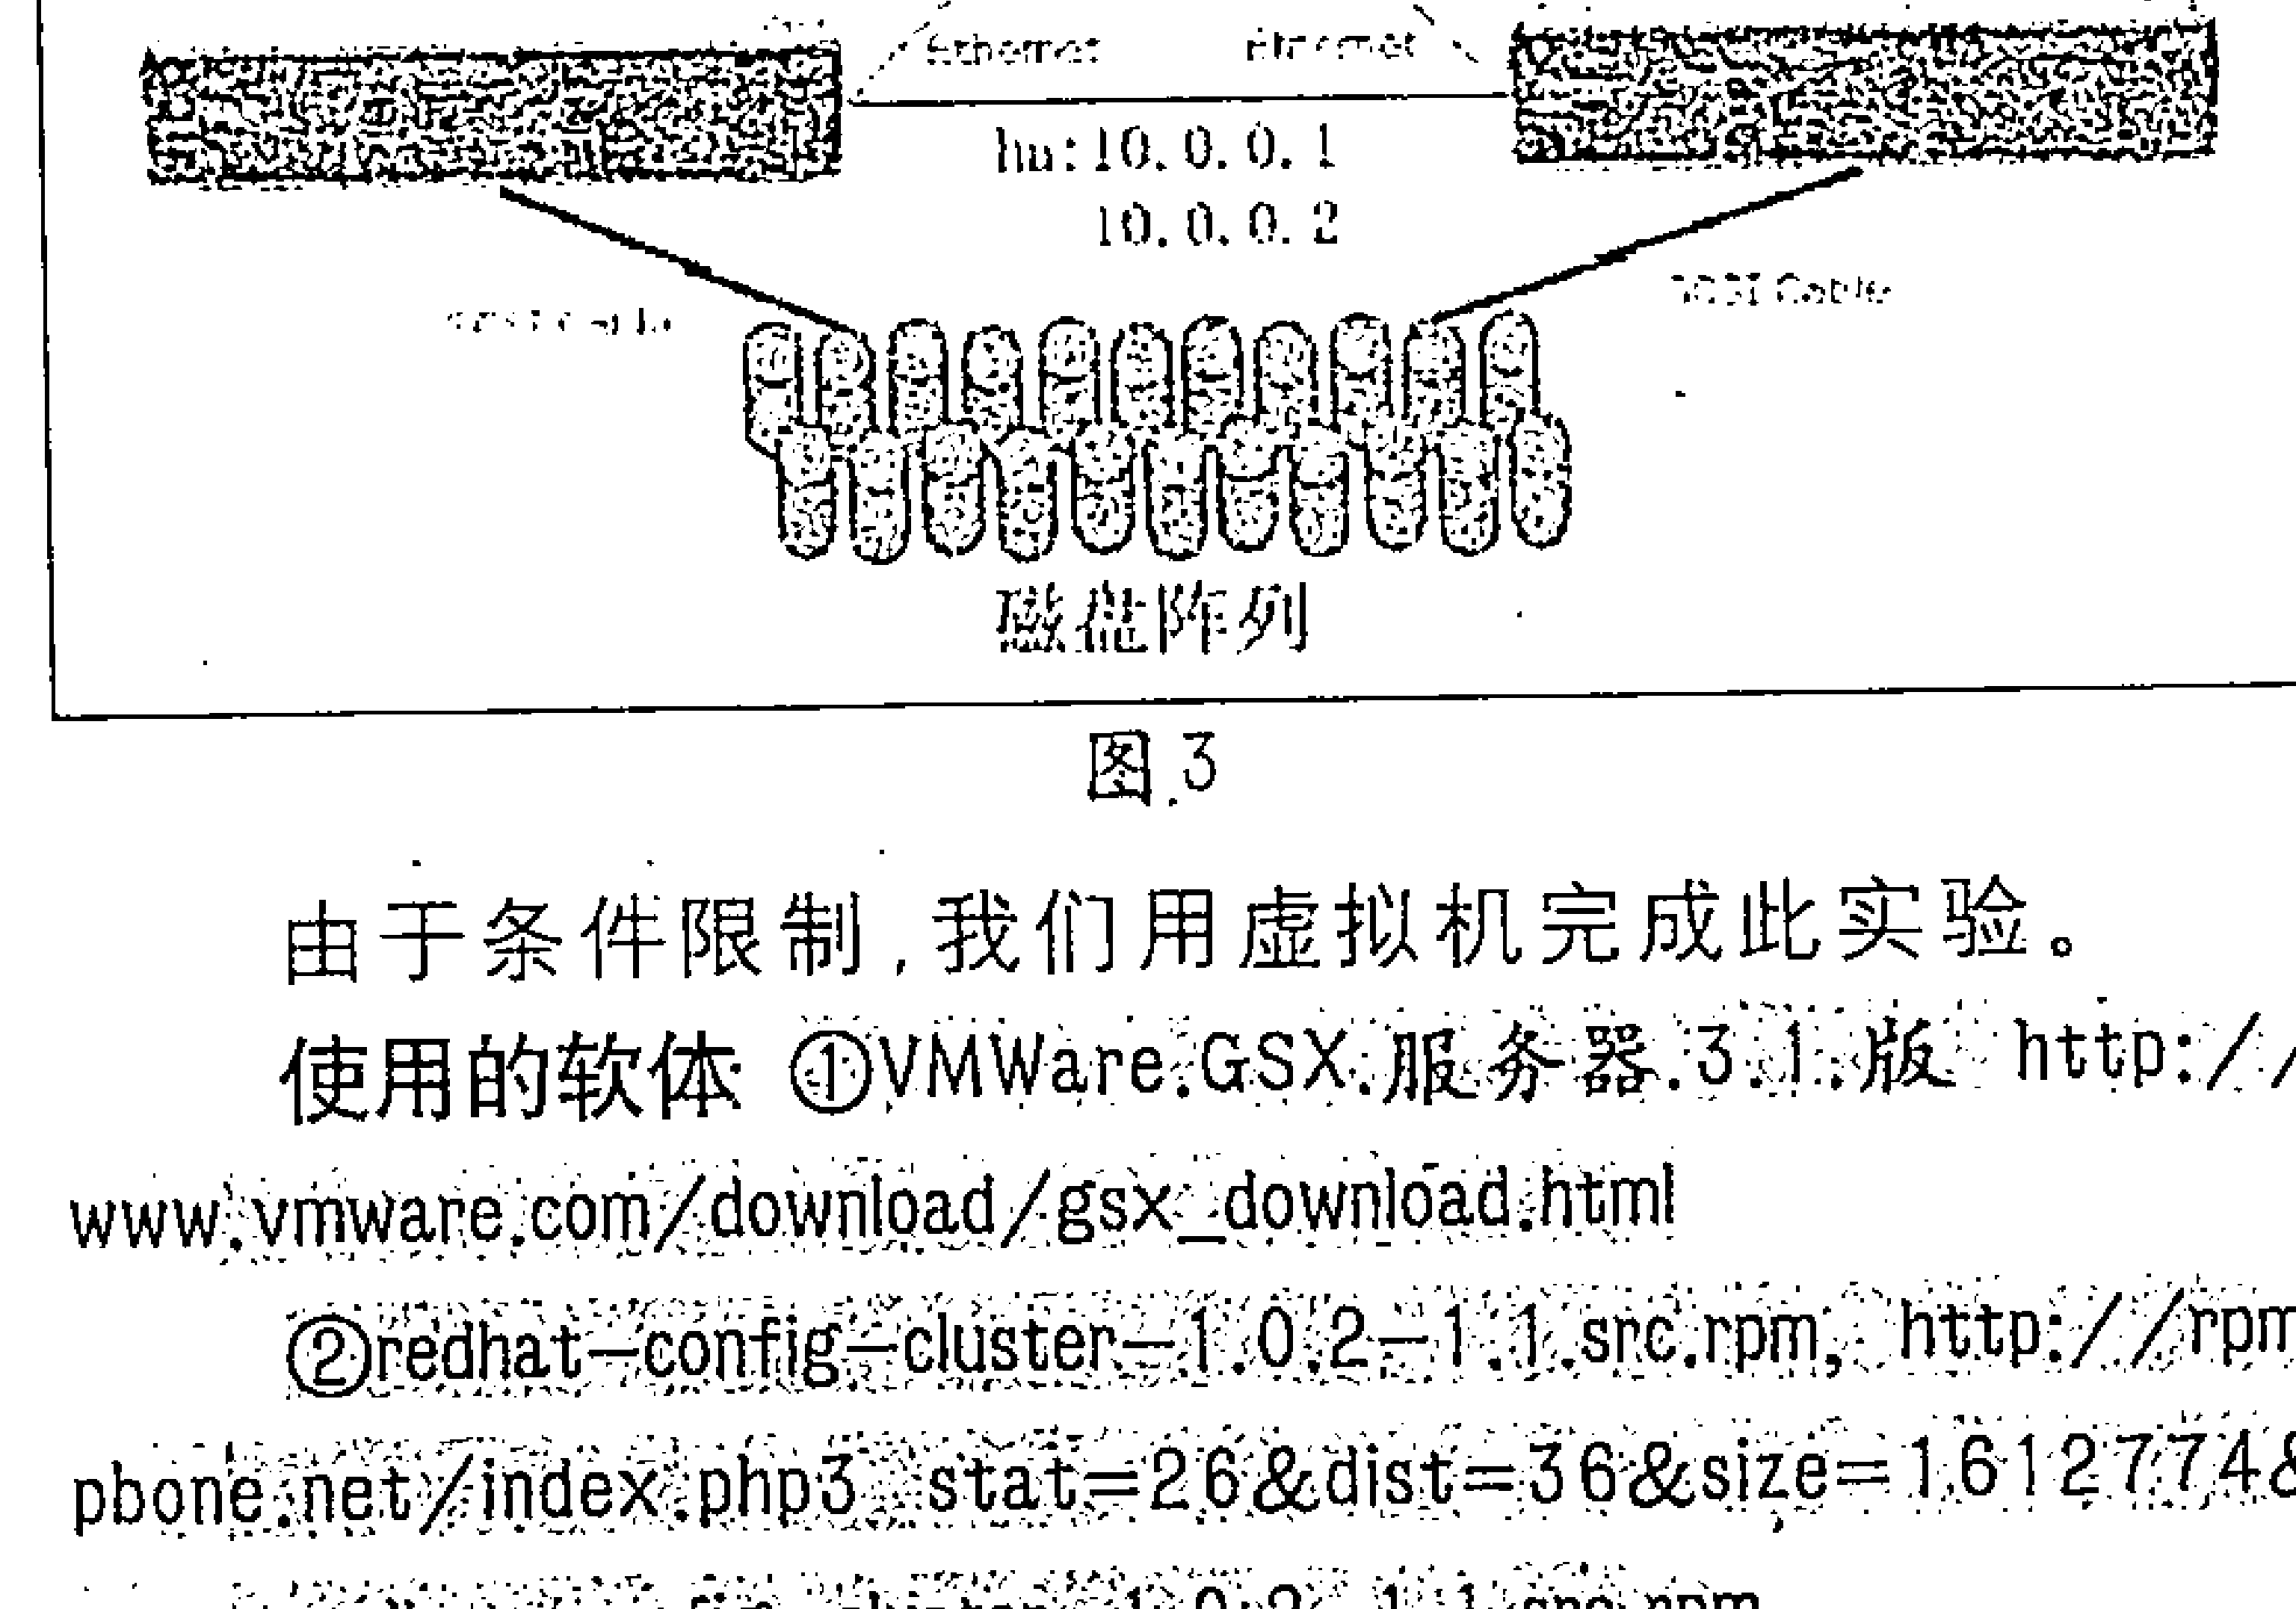 Ethernet Ethernet
10.0.0.1
10.0.0.2
Cable
磁盘阵列
图.3
由于条件限制,我们用虚拟机完成此实验。
使用的软体 ①VMWare.GSX.服务器.3.1.版 http://
www.vmware.com/download/gsx_download.html
②redhat-config-cluster-1.0.2-1.1.src.rpm, http://rpm
pbone.net/index.php3 stat=26&dist=36&size=1612774&